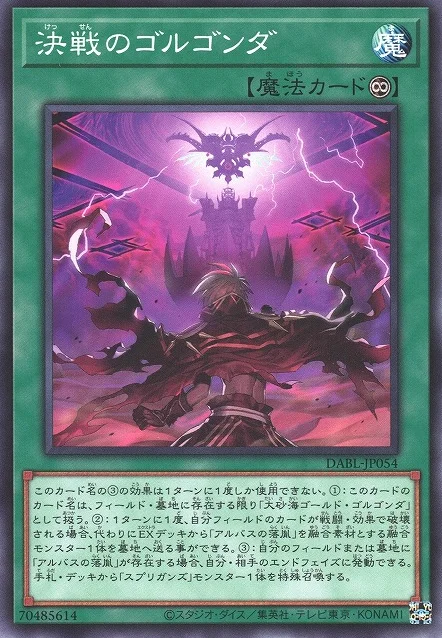 決戦のゴルゴンダ
魔
【魔法カード】
DABL-JP054
このカード名の③の効果は1ターンに1度しか使用できない。①：このカードの
カード名は、フィールド・墓地に存在する限り「大砂海ゴールド・ゴルゴンダ」
として扱う。②：1ターンに1度、自分フィールドのカードが戦闘・効果で破壊
される場合、代わりにEXデッキから「アルバスの落胤」を融合素材とする融合
モンスター1体を墓地へ送る事ができる。③：自分のフィールドまたは墓地に
「アルバスの落胤」が存在する場合、自分・相手のエンドフェイズに発動できる。
手札・デッキから「スプリガンズ」モンスター1体を特殊召喚する。
70485614 ©スタジオ・ダイス／集英社・テレビ東京・KONAMI